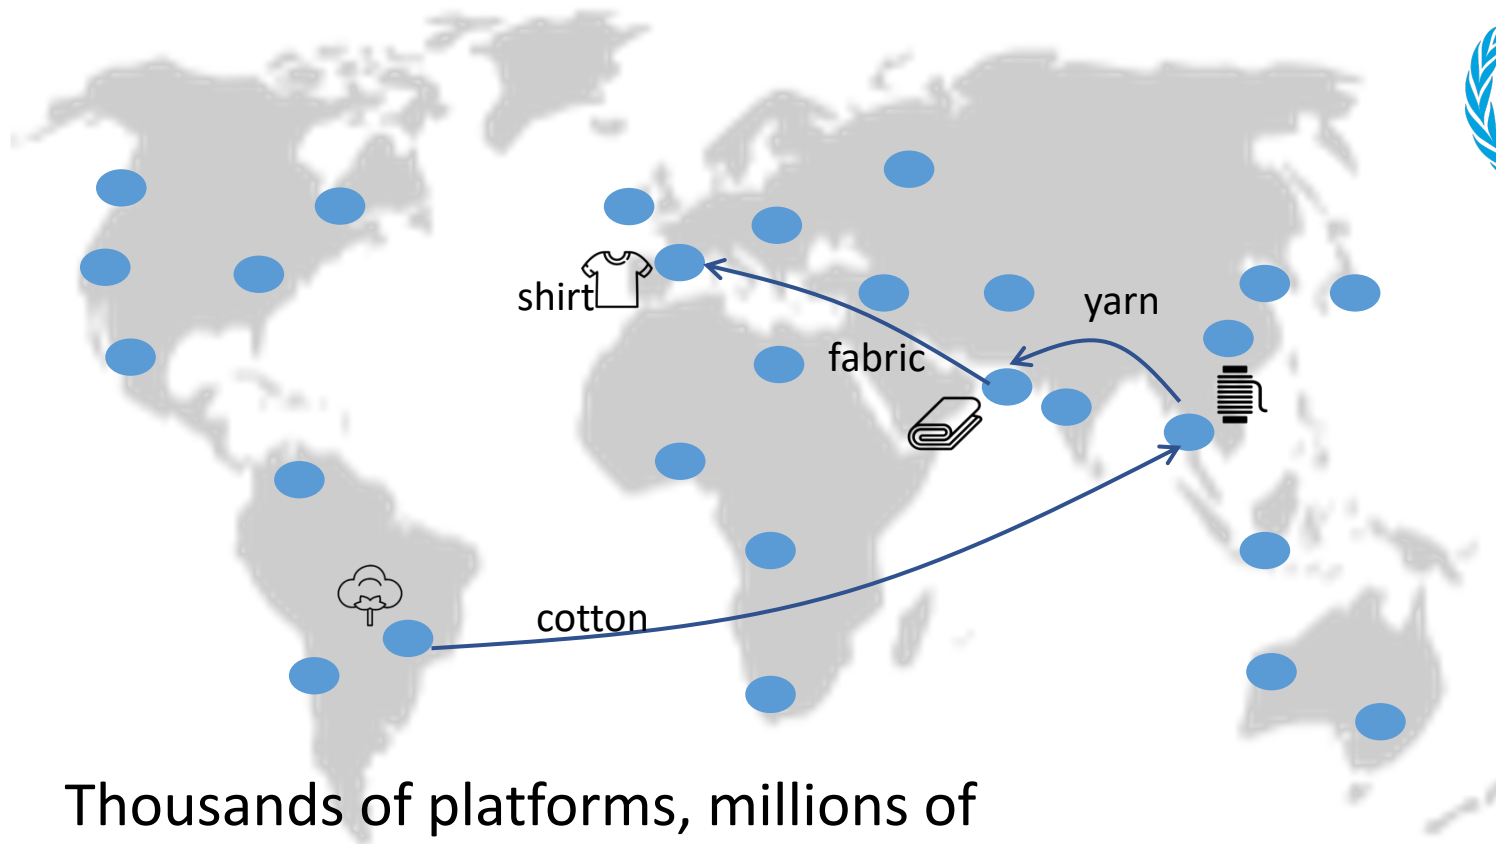 yarn
shirt
fabric
cotton
Thousands of platforms, millions of